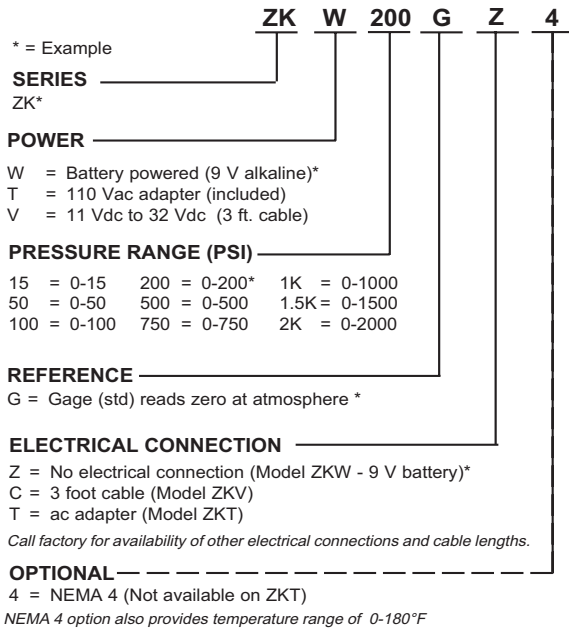 ZK W 200 G Z 4
* = Example
SERIES
ZK*
POWER
W = Battery powered (9 V alkaline)*
T = 110 Vac adapter (included)
V = 11 Vdc to 32 Vdc (3 ft. cable)
PRESSURE RANGE (PSI)
15 = 0-15 200 = 0-200* 1K = 0-1000
50 = 0-50 500 = 0-500 1.5K= 0-1500
100 = 0-100 750 = 0-750 2K = 0-2000
REFERENCE
G = Gage (std) reads zero at atmosphere *
ELECTRICAL CONNECTION
Z = No electrical connection (Model ZKW - 9 V battery)*
C = 3 foot cable (Model ZKV)
T = ac adapter (Model ZKT)
Call factory for availability of other electrical connections and cable lengths.
OPTIONAL
4 = NEMA 4 (Not available on ZKT)
NEMA 4 option also provides temperature range of 0-180°F